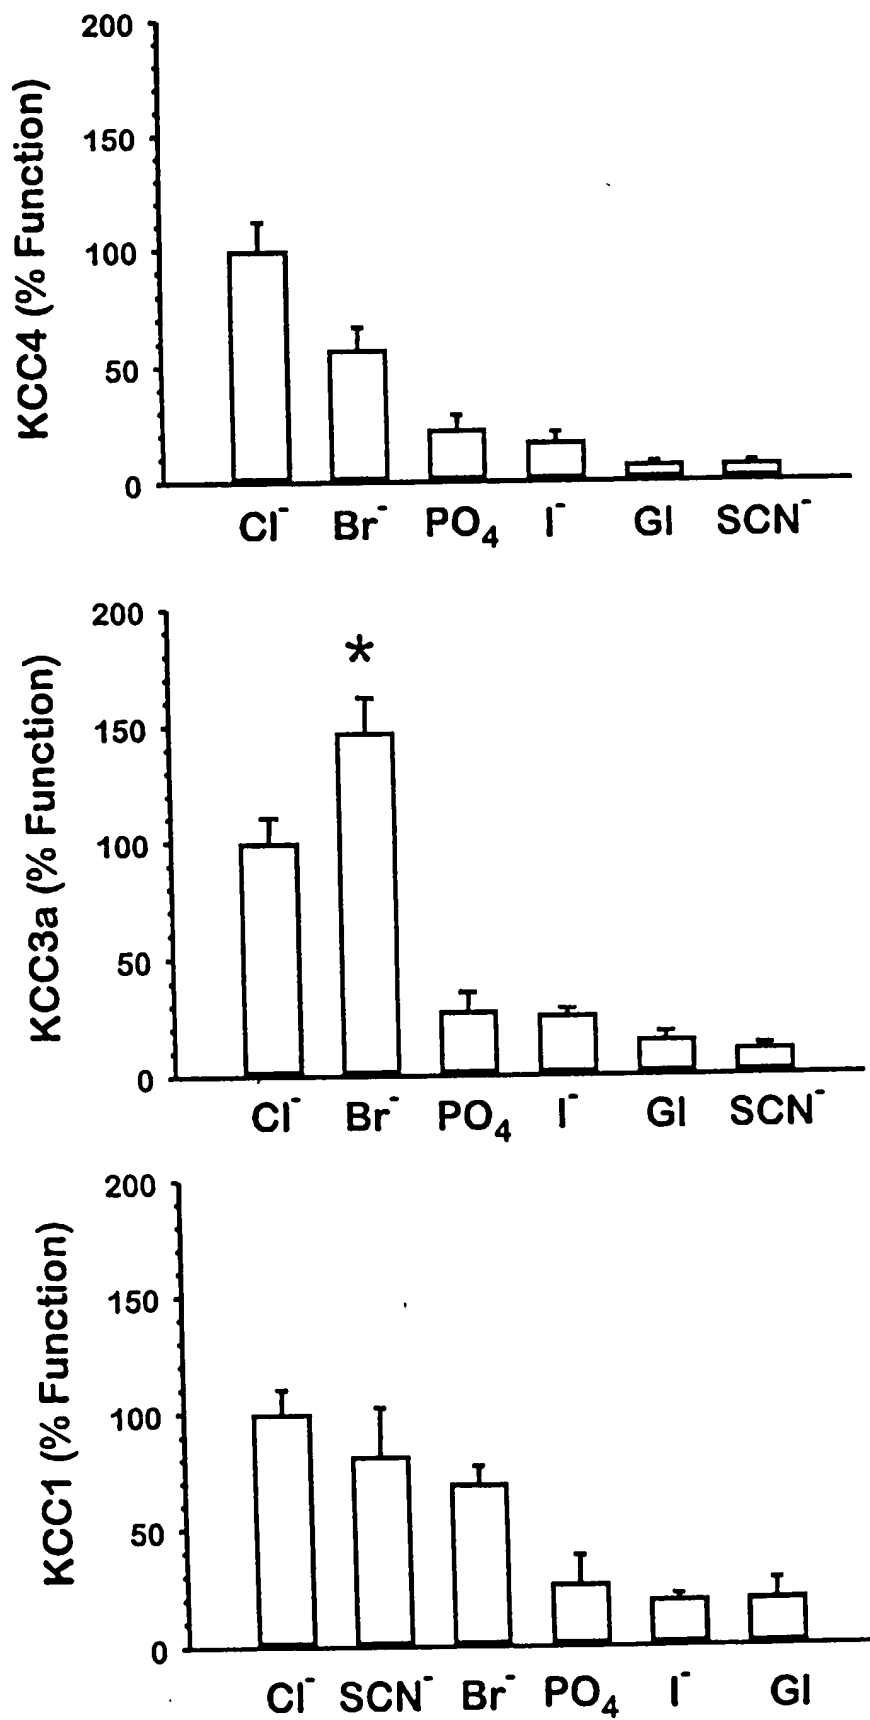 KCC4 (% Function)
200
150
100
50
0
Cl⁻ Br⁻ PO₄ I⁻ Gl SCN⁻
KCC3a (% Function)
200
*
150
100
50
0
Cl⁻ Br⁻ PO₄ I⁻ Gl SCN⁻
KCC1 (% Function)
200
150
100
50
0
Cl⁻ SCN⁻ Br⁻ PO₄ I⁻ Gl